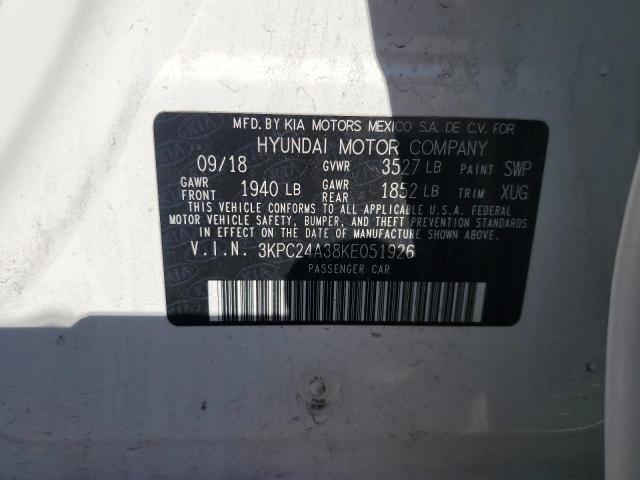 MFD. BY KIA MOTORS MEXICO S.A. DE C.V. FOR
HYUNDAI MOTOR COMPANY
09/18 GVWR 3527 LB PAINT SWP
GAWR FRONT 1940 LB GAWR REAR 1852 LB TRIM XUG
THIS VEHICLE CONFORMS TO ALL APPLICABLE U.S.A. FEDERAL
MOTOR VEHICLE SAFETY, BUMPER, AND THEFT PREVENTION STANDARDS
IN EFFECT ON THE DATE OF MANUFACTURE SHOWN ABOVE.
V.I.N. 3KPC24A38KE051926
PASSENGER CAR